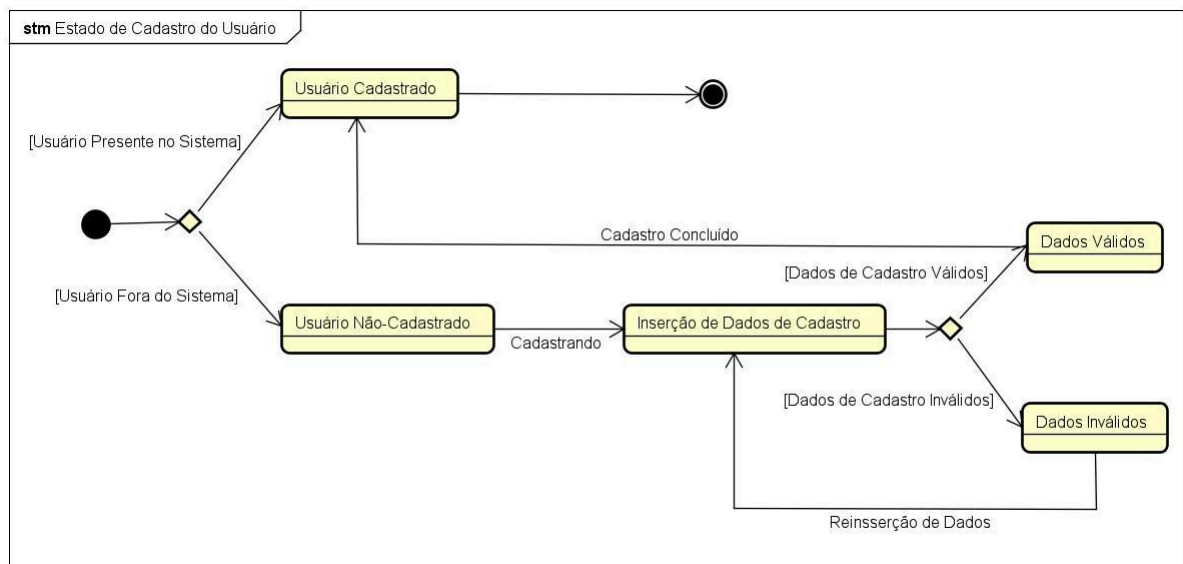 stm Estado de Cadastro do Usuário
Usuário Cadastrado
[Usuário Presente no Sistema]
Cadastro Concluído
Dados Válidos
[Dados de Cadastro Válidos]
[Usuário Fora do Sistema]
Usuário Não-Cadastrado
Cadastrando
Inserção de Dados de Cadastro
[Dados de Cadastro Inválidos]
Dados Inválidos
Reinsserção de Dados